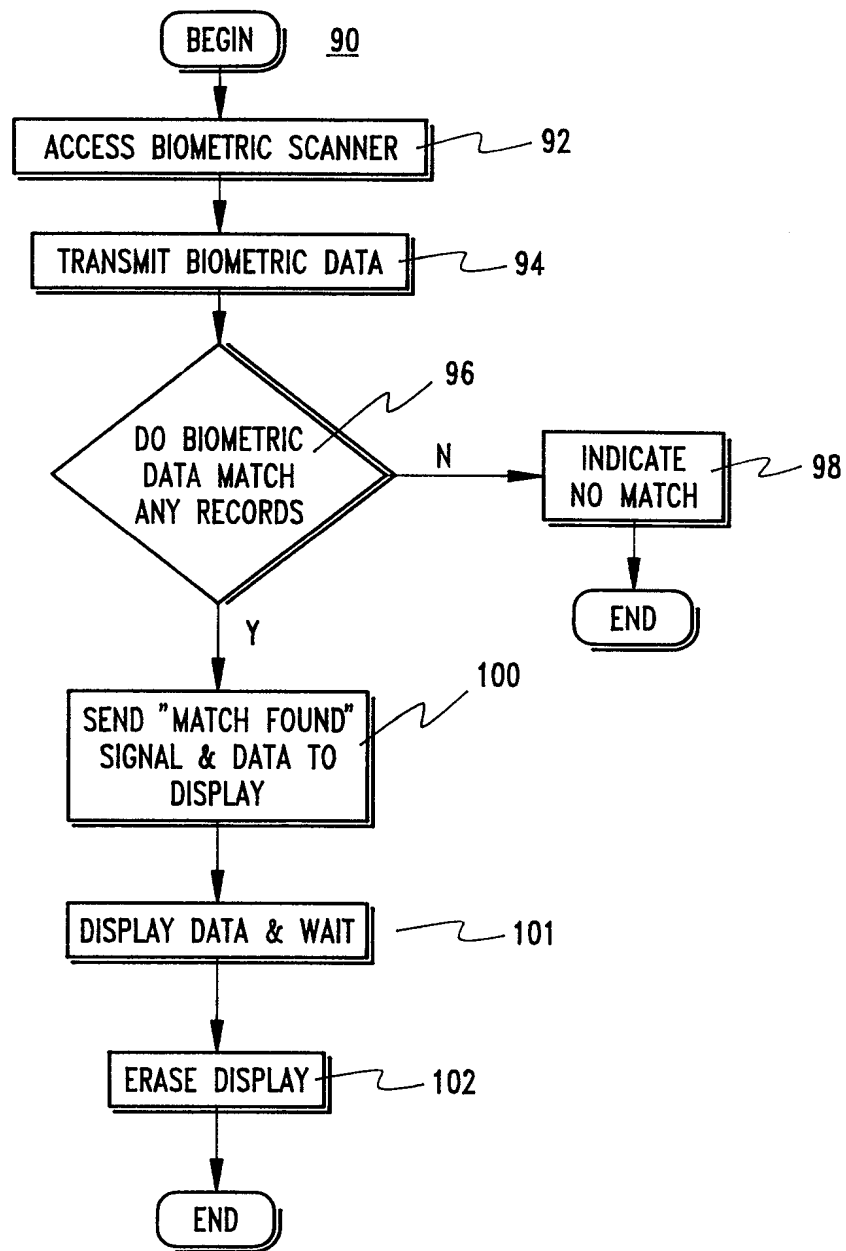 BEGIN
90
ACCESS BIOMETRIC SCANNER
92
TRANSMIT BIOMETRIC DATA
94
96
DO BIOMETRIC
DATA MATCH
ANY RECORDS
N
INDICATE
NO MATCH
98
END
Y
100
SEND "MATCH FOUND"
SIGNAL & DATA TO
DISPLAY
DISPLAY DATA & WAIT
101
ERASE DISPLAY
102
END